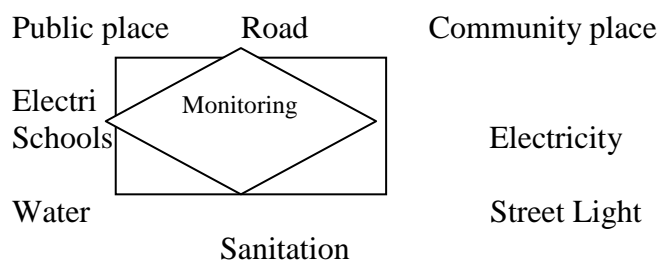 Public place Road Community place
Electri
Monitoring
Schools Electricity
Water Street Light
Sanitation